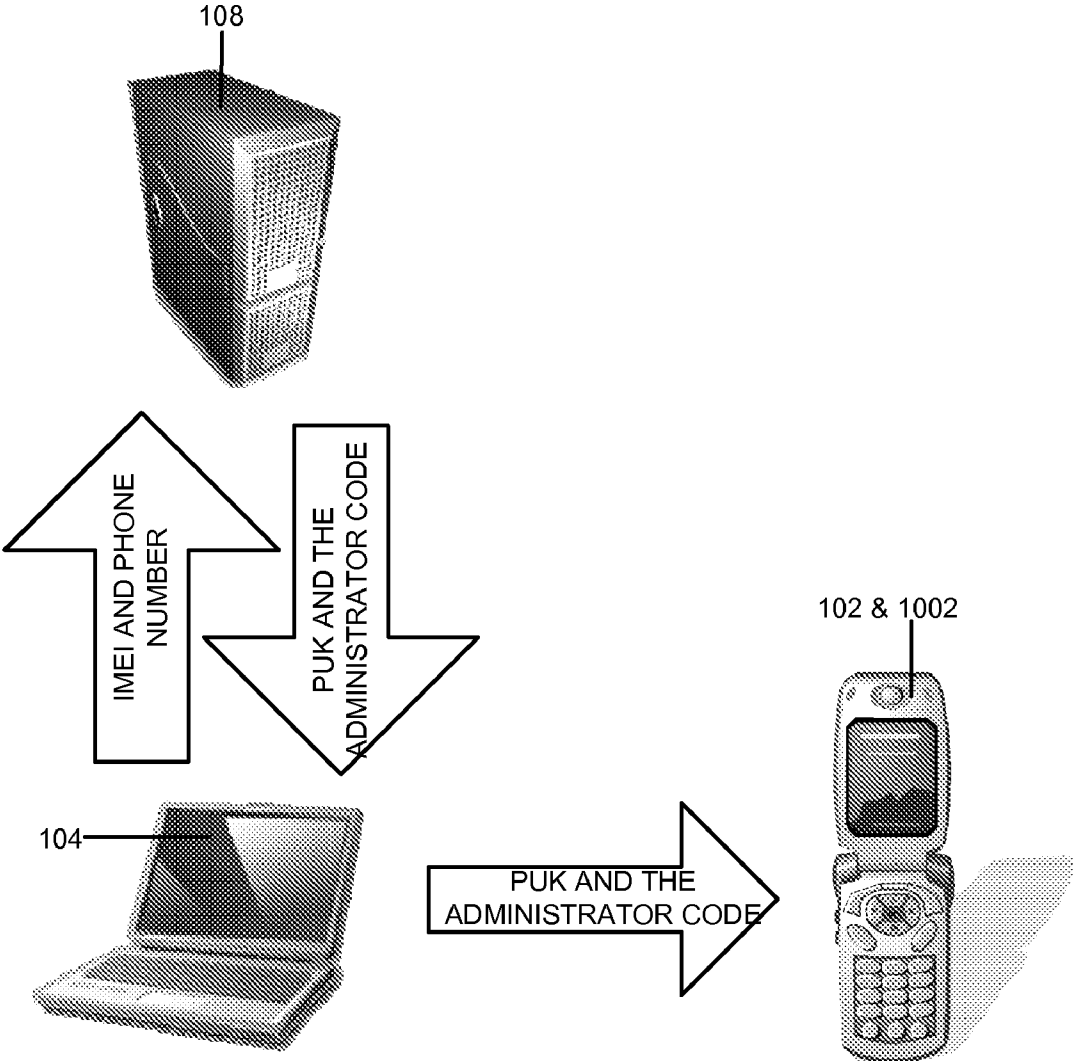 108
IMEI AND PHONE
NUMBER
PUK AND THE
ADMINISTRATOR CODE
102 & 1002
104
PUK AND THE
ADMINISTRATOR CODE